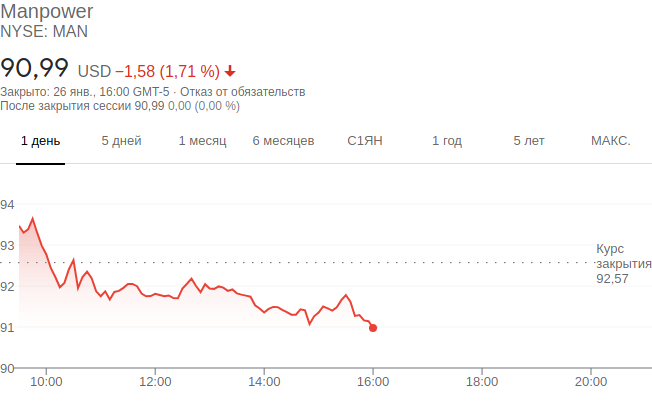 Manpower
NYSE: MAN
90,99 USD −1,58 (1,71 %)
Закрыто: 26 янв., 16:00 GMT-5 · Отказ от обязательств
После закрытия сессии 90,99 0,00 (0,00 %)
1 день 5 дней 1 месяц 6 месяцев С1ЯН 1 год 5 лет МАКС.
94
93
92
91
90
Курс
закрытия
92,57
10:00 12:00 14:00 16:00 18:00 20:00